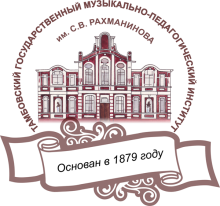 ТАМБОВСКИЙ ГОСУДАРСТВЕННЫЙ МУЗЫКАЛЬНО-ПЕДАГОГИЧЕСКИЙ ИНСТИТУТ
ИМ. С.В. РАХМАНИНОВА
Основан в 1879 году